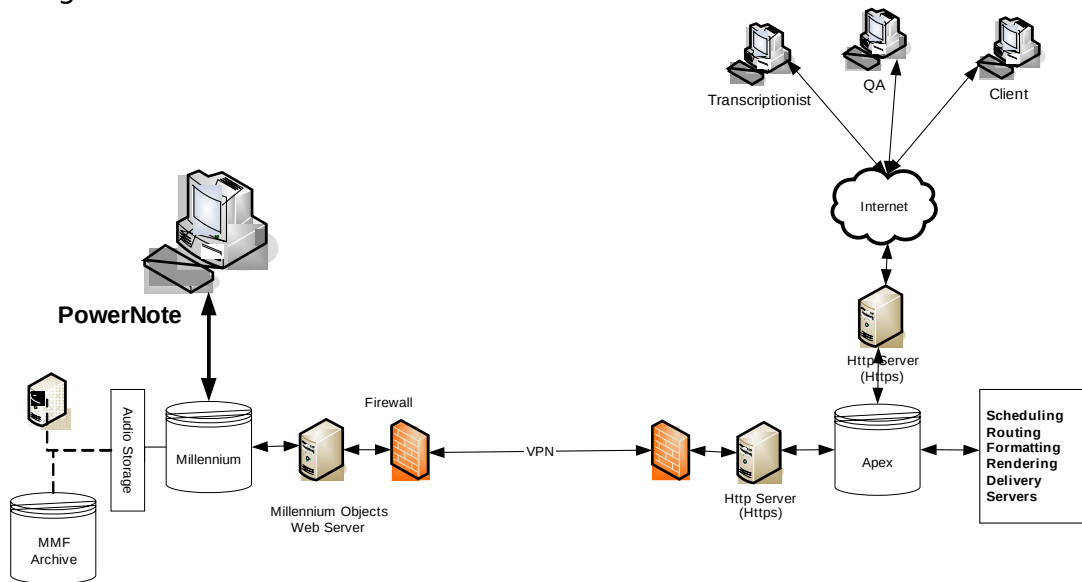 Transcriptionist
QA
Client
Internet
PowerNote
Http Server
(Https)
Firewall
Audio Storage
Millennium
VPN
Apex
Scheduling
Routing
Formatting
Rendering
Delivery
Servers
Millennium Objects
Web Server
Http Server
(Https)
MMF
Archive